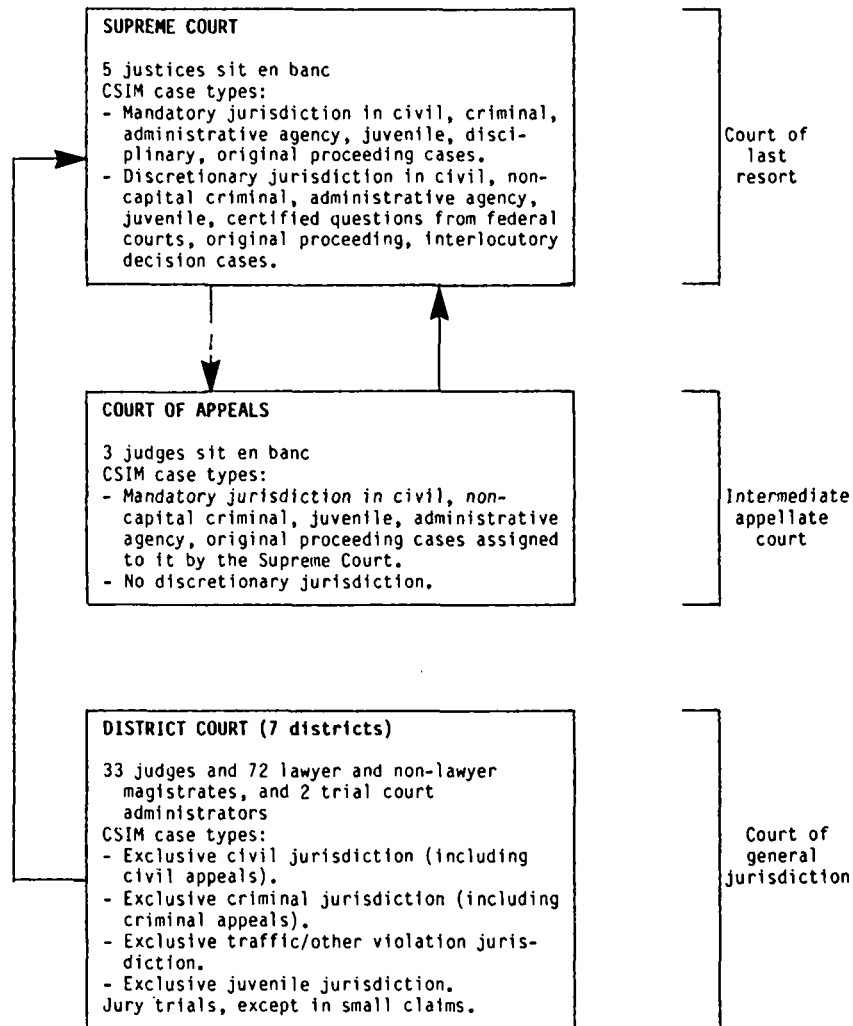 SUPREME COURT
5 justices sit en banc
CSIM case types:
- Mandatory jurisdiction in civil, criminal,
administrative agency, juvenile, disci-
plinary, original proceeding cases.
- Discretionary jurisdiction in civil, non-
capital criminal, administrative agency,
juvenile, certified questions from federal
courts, original proceeding, interlocutory
decision cases.
Court of
last
resort
COURT OF APPEALS
3 judges sit en banc
CSIM case types:
- Mandatory jurisdiction in civil, non-
capital criminal, juvenile, administrative
agency, original proceeding cases assigned
to it by the Supreme Court.
- No discretionary jurisdiction.
Intermediate
appellate
court
DISTRICT COURT (7 districts)
33 judges and 72 lawyer and non-lawyer
magistrates, and 2 trial court
administrators
CSIM case types:
- Exclusive civil jurisdiction (including
civil appeals).
- Exclusive criminal jurisdiction (including
criminal appeals).
- Exclusive traffic/other violation juris-
diction.
- Exclusive juvenile jurisdiction.
Jury trials, except in small claims.
Court of
general
jurisdiction